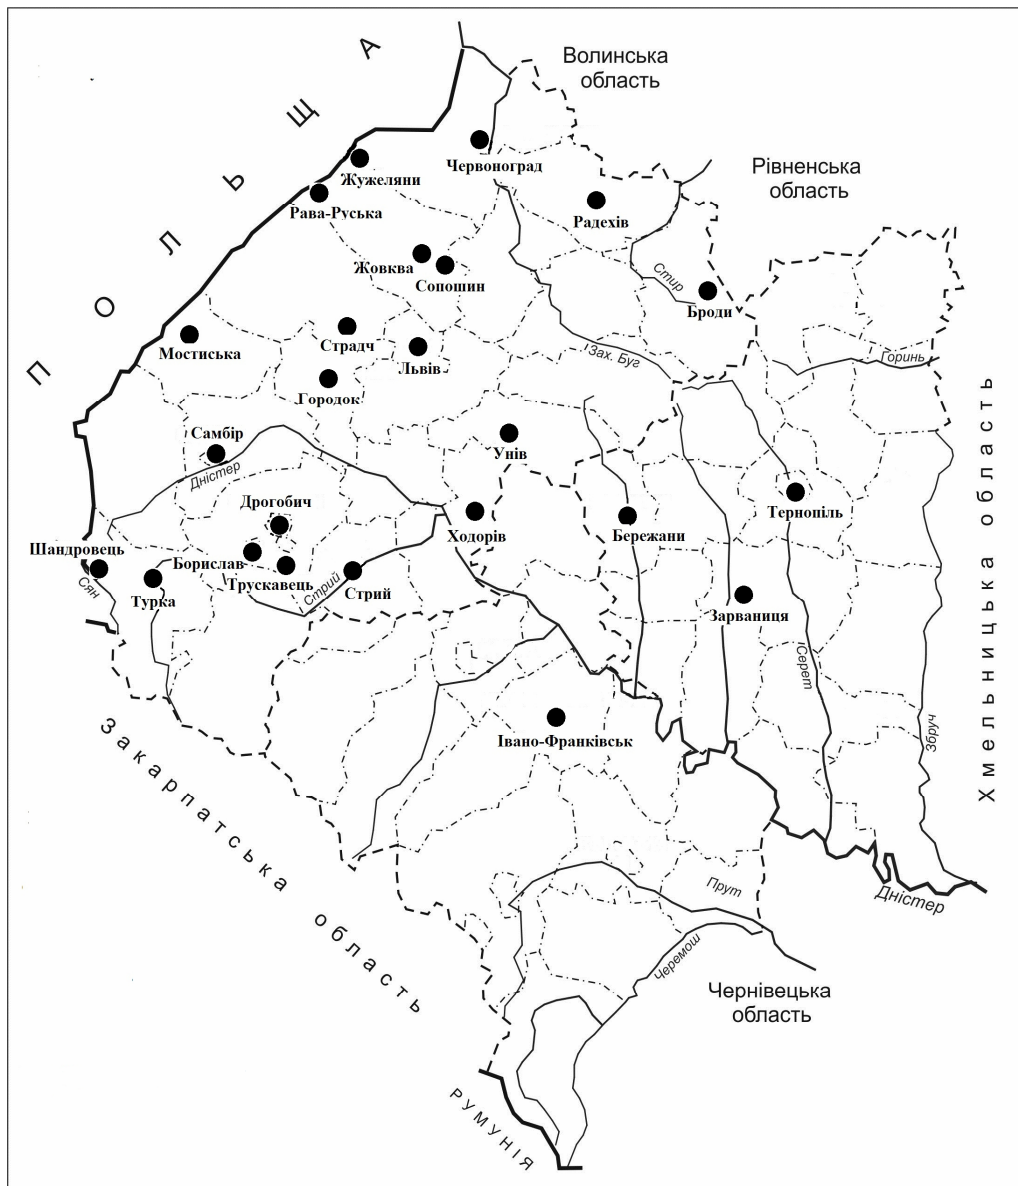 ПОЛЬЩА
Волинська
область
Рівненська
область
Червоноград
Жужеляни
Рава-Руська
Радехів
Жовква
Сопошин
Стир
Броди
Мостиська
Страдч
Львів
Зах. Буг
Горинь
Городок
Самбір
Унів
Дністер
Дрогобич
Ходорів
Бережани
Тернопіль
Хмельницька область
Шандровець
Борислав
Трускавець
Стрий
Стрий
Сян
Турка
Зарваниця
Серет
Івано-Франківськ
Збруч
Закарпатська область
Прут
Дністер
Черемош
Чернівецька
область
РУМУНІЯ